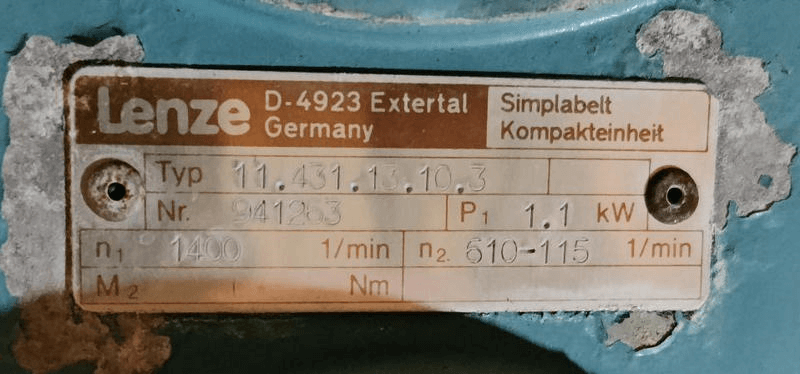 Lenze D-4923 Extertal Germany
Simplabelt Kompakteinheit
Typ 11.431.13.10.3
Nr. 941263 P1 1.1 kW
n1 1400 1/min n2. 610-115 1/min
M2 Nm